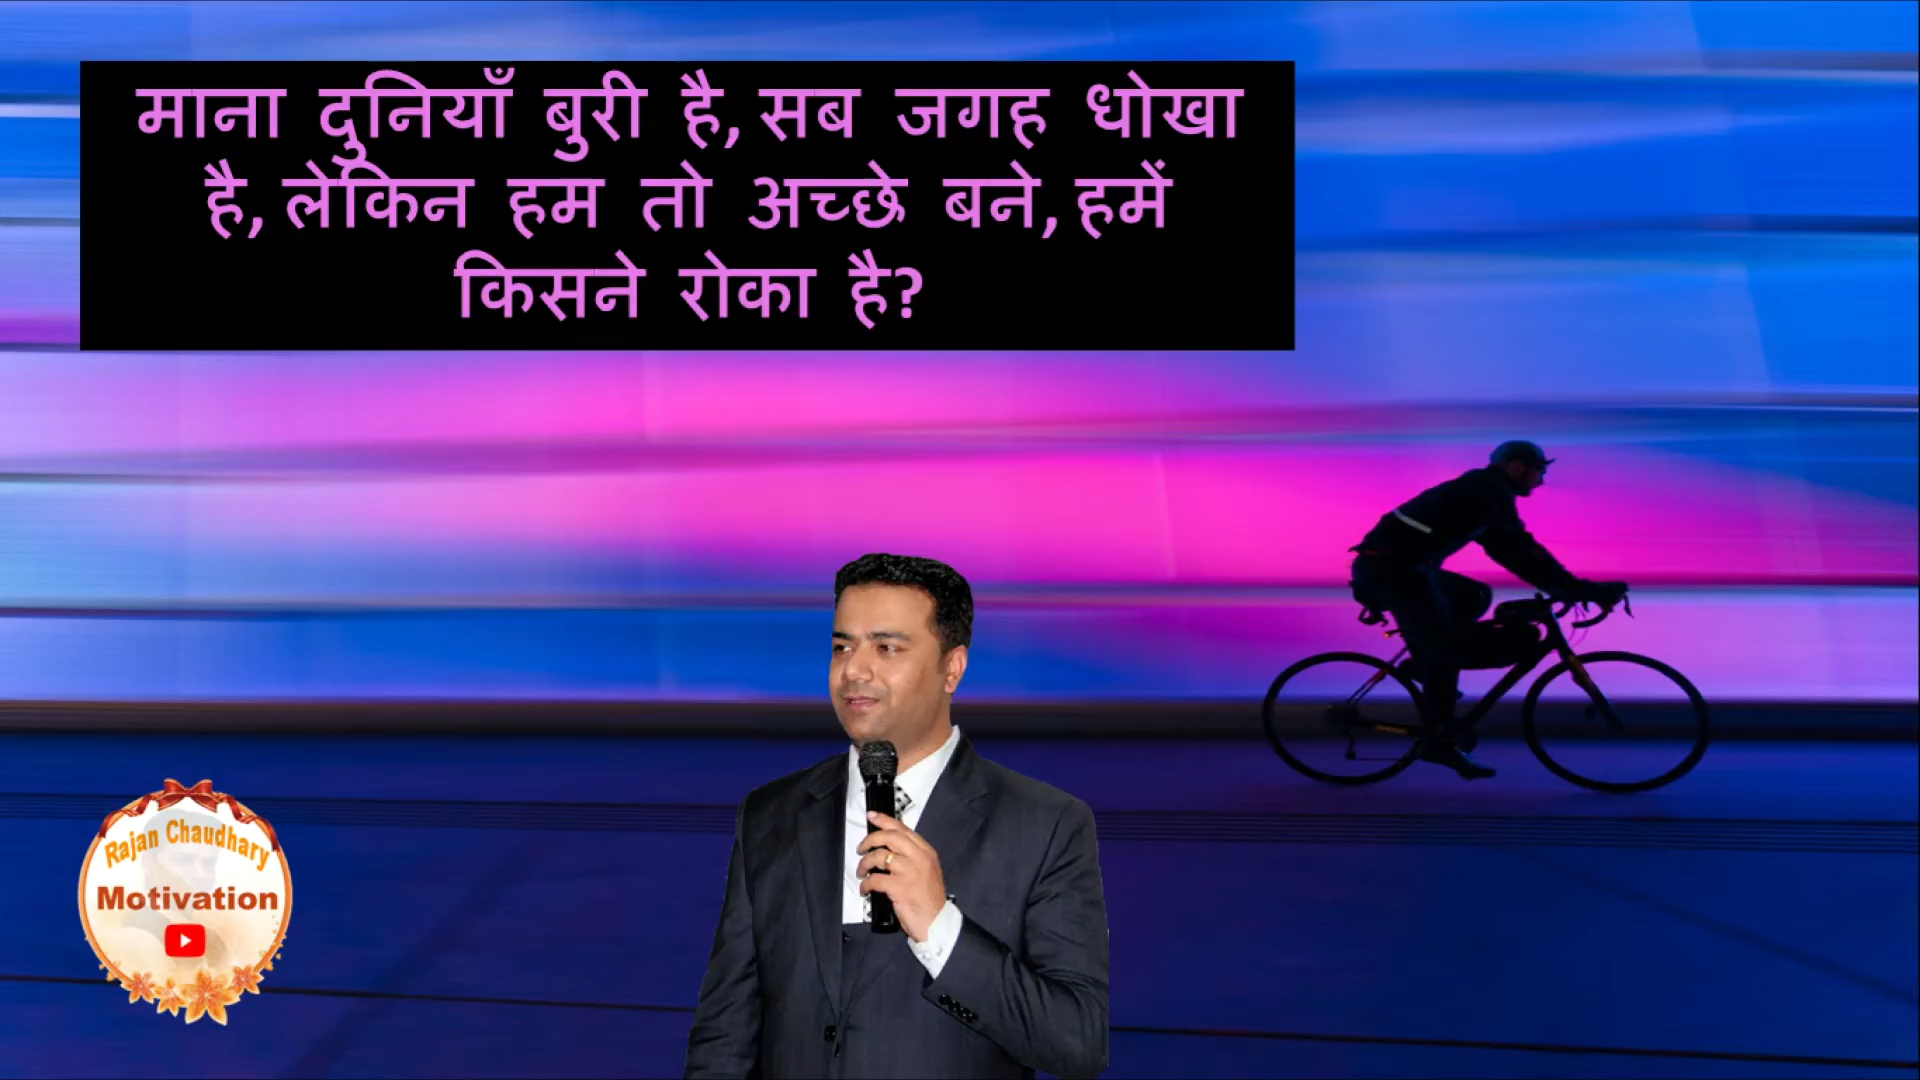 माना दुनियाँ बुरी है, सब जगह धोखा
है, लेकिन हम तो अच्छे बने, हमें
किसने रोका है?
Rajan Chaudhary
Motivation